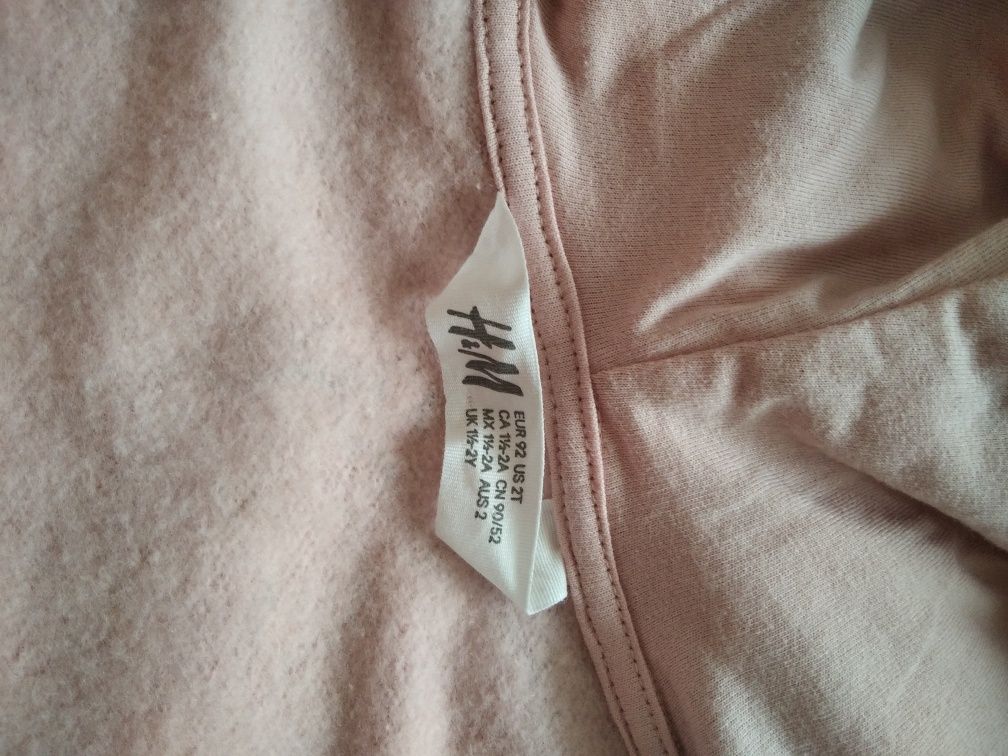 H&M
EUR 92 US 2T
CA 1½-2A CN 90/52
MX 1½-2A AUS 2
UK 1½-2Y